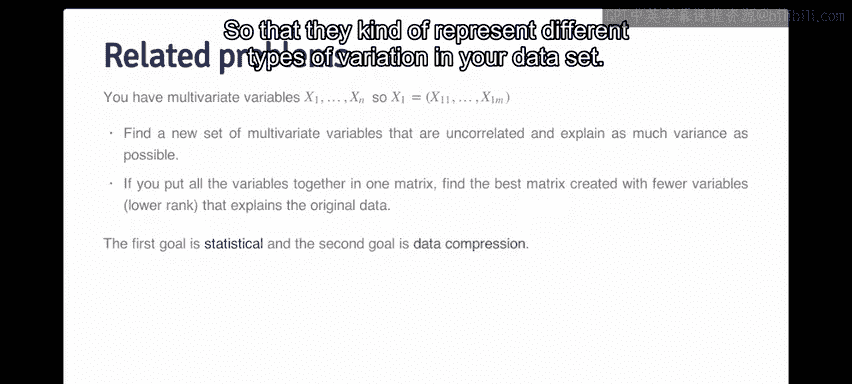 So that they kind of represent different
types of variation in your data set.
Related problems
You have multivariate variables X₁, … , Xₙ so X₁ = (X₁₁, … , X₁ₘ)
· Find a new set of multivariate variables that are uncorrelated and explain as much variance as
possible.
· If you put all the variables together in one matrix, find the best matrix created with fewer variables
(lower rank) that explains the original data.
The first goal is statistical and the second goal is data compression.